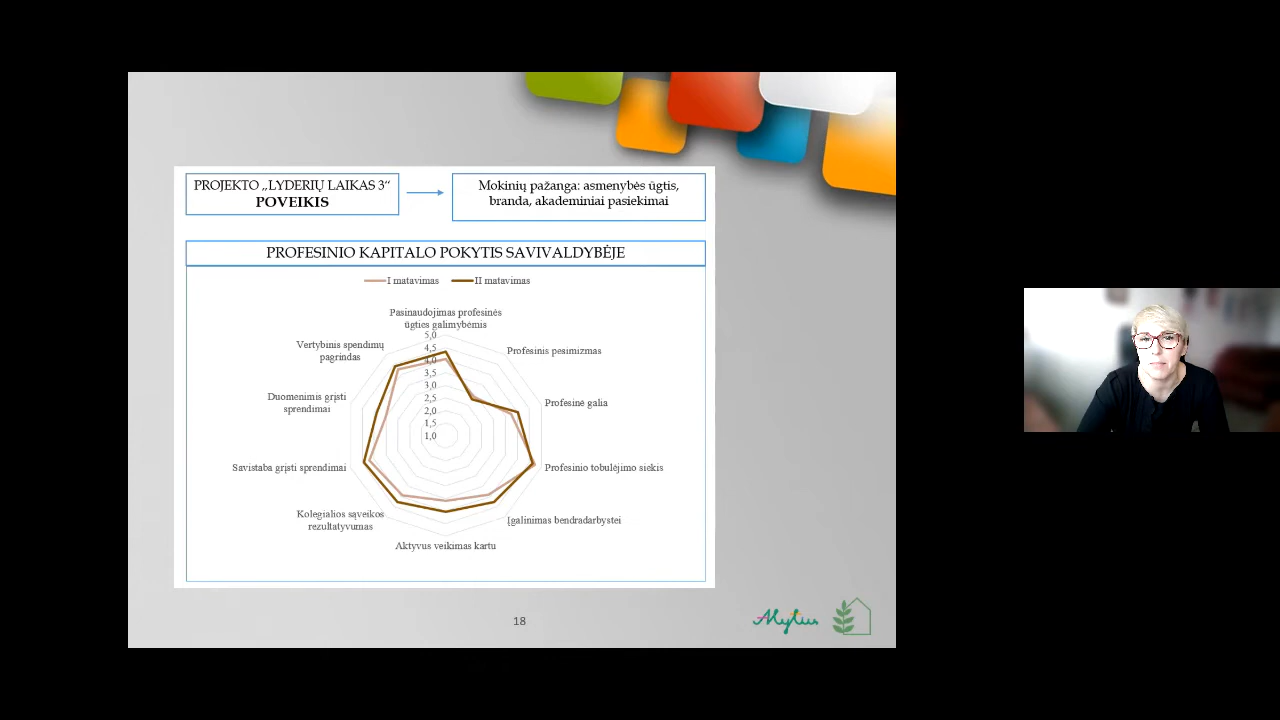 PROJEKTO „LYDERIŲ LAIKAS 3“
POVEIKIS
Mokinių pažanga: asmenybės ūgtis,
branda, akademiniai pasiekimai
PROFESINIO KAPITALO POKYTIS SAVIVALDYBĖJE
I matavimas
II matavimas
Pasinaudojimas profesinės
ūgties galimybėmis
Profesinis pesimizmas
Profesinė galia
Profesinio tobulėjimo siekis
Įgalinimas bendradarbystei
Aktyvus veikimas kartu
Kolegialios sąveikos
rezultatyvumas
Savistaba grįsti sprendimai
Duomenimis grįsti
sprendimai
Vertybinis spendimų
pagrindas
5,0
4,5
4,0
3,5
3,0
2,5
2,0
1,5
1,0
18
Alytus